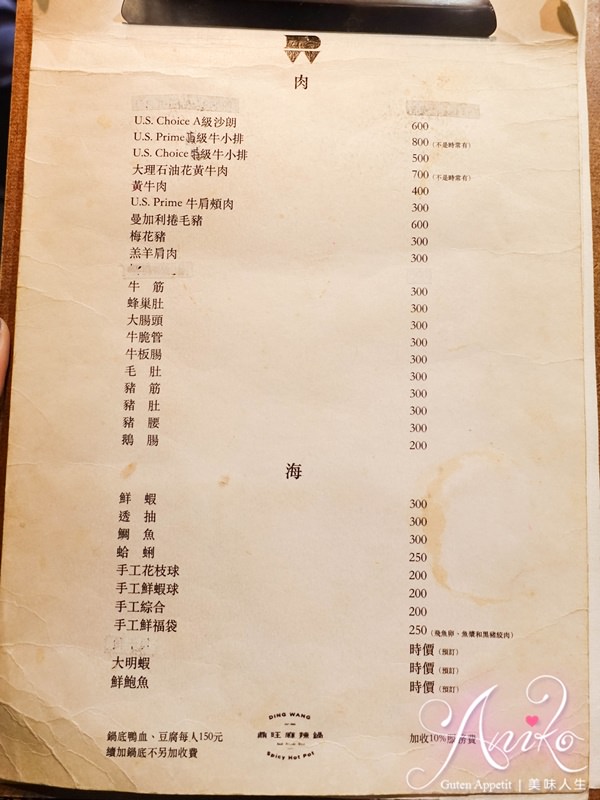 肉
U.S. Choice A級沙朗 600
U.S. Prime 級牛小排 800 (不是時常有)
U.S. Choice 級牛小排 500
大理石油花黃牛肉 700 (不是時常有)
黃牛肉 400
U.S. Prime 牛肩頰肉 300
曼加利捲毛豬 600
梅花豬 300
羔羊肩肉 300
牛 筋 300
蜂巢肚 300
大腸頭 300
牛脆管 300
牛板腸 300
毛 肚 300
豬 筋 300
豬 肚 300
豬 腰 300
鵝 腸 200
海
鮮 蝦 300
透 抽 300
鯛 魚 300
蛤 蜊 250
手工花枝球 200
手工鮮蝦球 200
手工綜合 200
手工鮮福袋 250 (飛魚卵、魚漿和黑豬絞肉)
時價 (預訂)
大明蝦 時價 (預訂)
鮮鮑魚 時價 (預訂)
鍋底鴨血、豆腐每人150元
續加鍋底不另加收費
DING WANG
鼎旺麻辣鍋
Spicy Hot Pot
加收10%服務費
Aniko
Guten Appetit | 美味人生